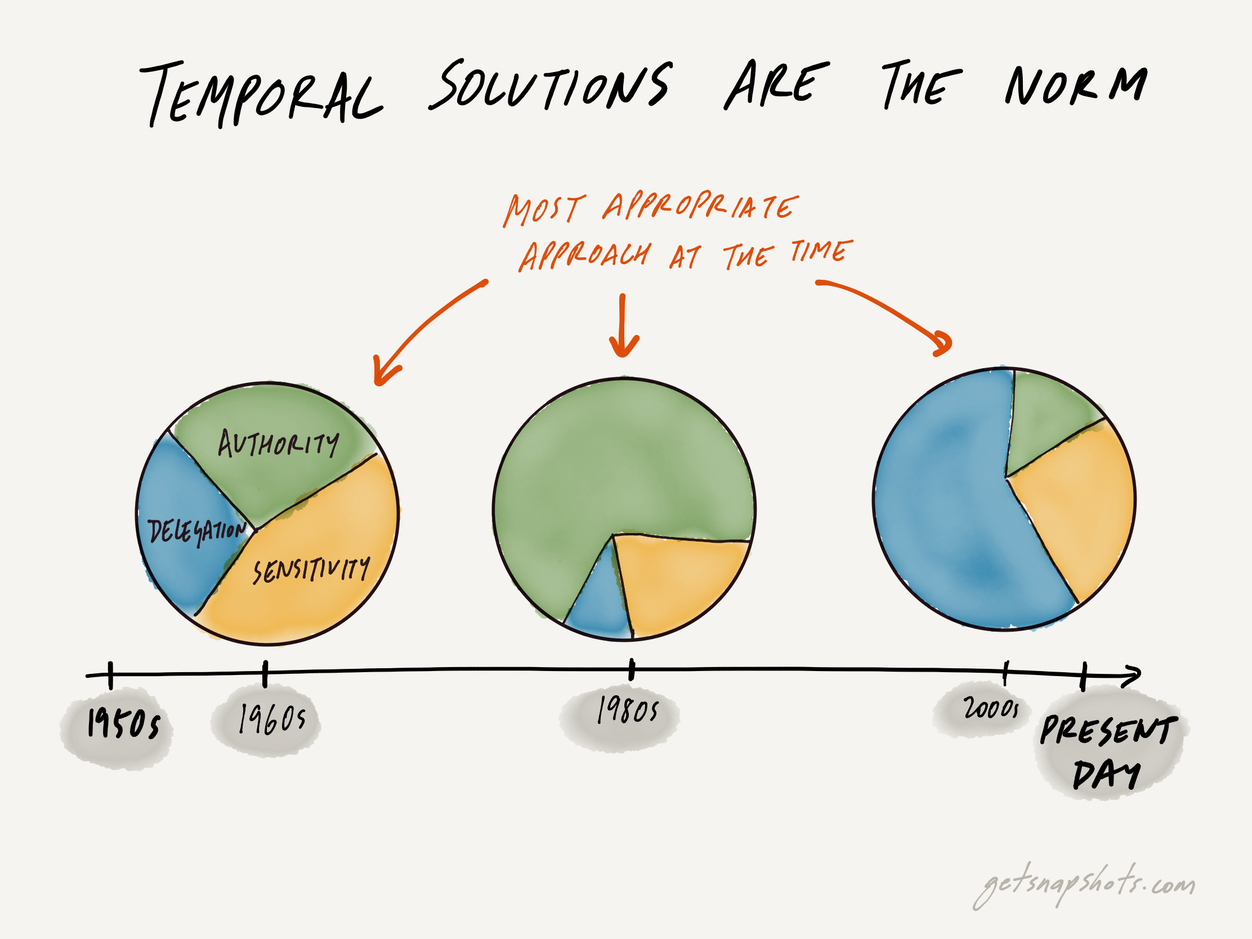 TEMPORAL SOLUTIONS ARE THE NORM
MOST APPROPRIATE
APPROACH AT THE TIME
AUTHORITY
DELEGATION
SENSITIVITY
1950s
1960s
1980s
2000s
PRESENT
DAY
getsnapshots.com